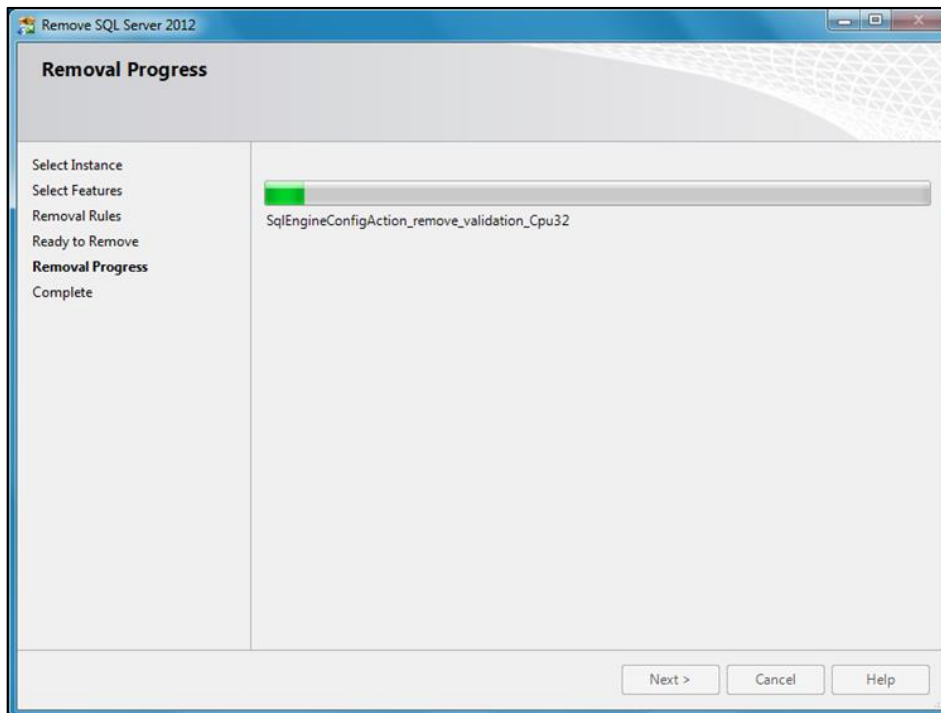 Remove SQL Server 2012
Removal Progress
Select Instance
Select Features
Removal Rules
Ready to Remove
Removal Progress
Complete
SqlEngineConfigAction_remove_validation_Cpu32
Next >
Cancel
Help